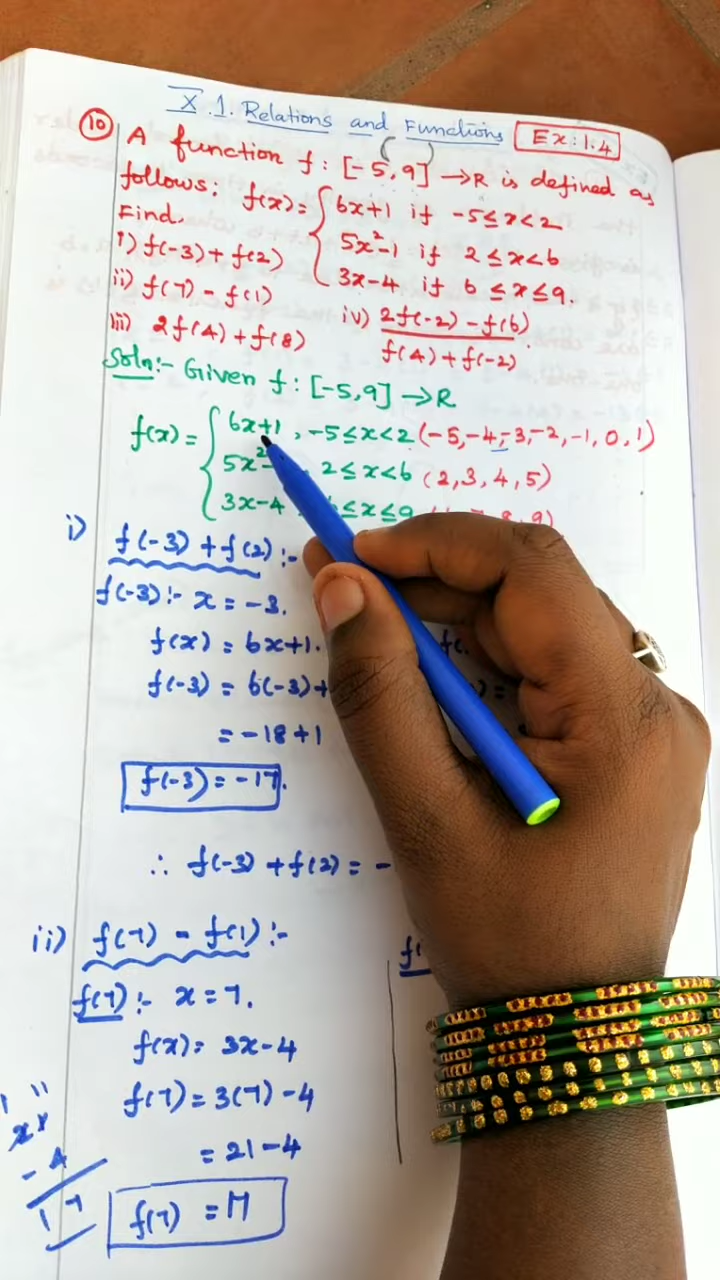 X.1. Relations and Functions Ex:1.4
10 A function f : [-5,9] →R is defined as
follows: f(x) = { 6x+1 if -5≤x<2
Find. 5x²-1 if 2≤x<6
i) f(-3) + f(2) 3x-4 if 6≤x≤9.
ii) f(7) - f(1) iv) 2f(-2) - f(6)
iii) 2f(4) + f(8) f(4) + f(-2)
Soln:- Given f : [-5,9] →R
f(x) = { 6x+1, -5≤x<2 (-5,-4,-3,-2,-1,0,1)
5x² 2≤x<6 (2,3,4,5)
3x-4 ≤x≤9 8,9)
i) f(-3) + f(2) :-
f(-3) :- x = -3.
f(x) = 6x+1.
f(-3) = 6(-3)+
= -18+1
f(-3) = -17.
∴ f(-3) + f(2) = -
ii) f(7) - f(1) :-
f(7) :- x = 7.
f(x) = 3x-4
f(7) = 3(7) - 4
= 21-4
- 4
17
f(7) = 17